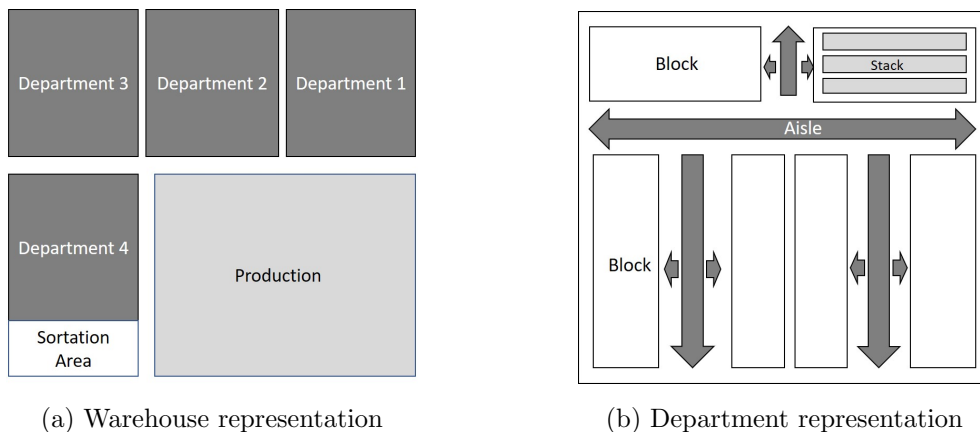 Department 3
Department 2
Department 1
Department 4
Sortation
Area
Production
(a) Warehouse representation
Block
Stack
Aisle
Block
(b) Department representation